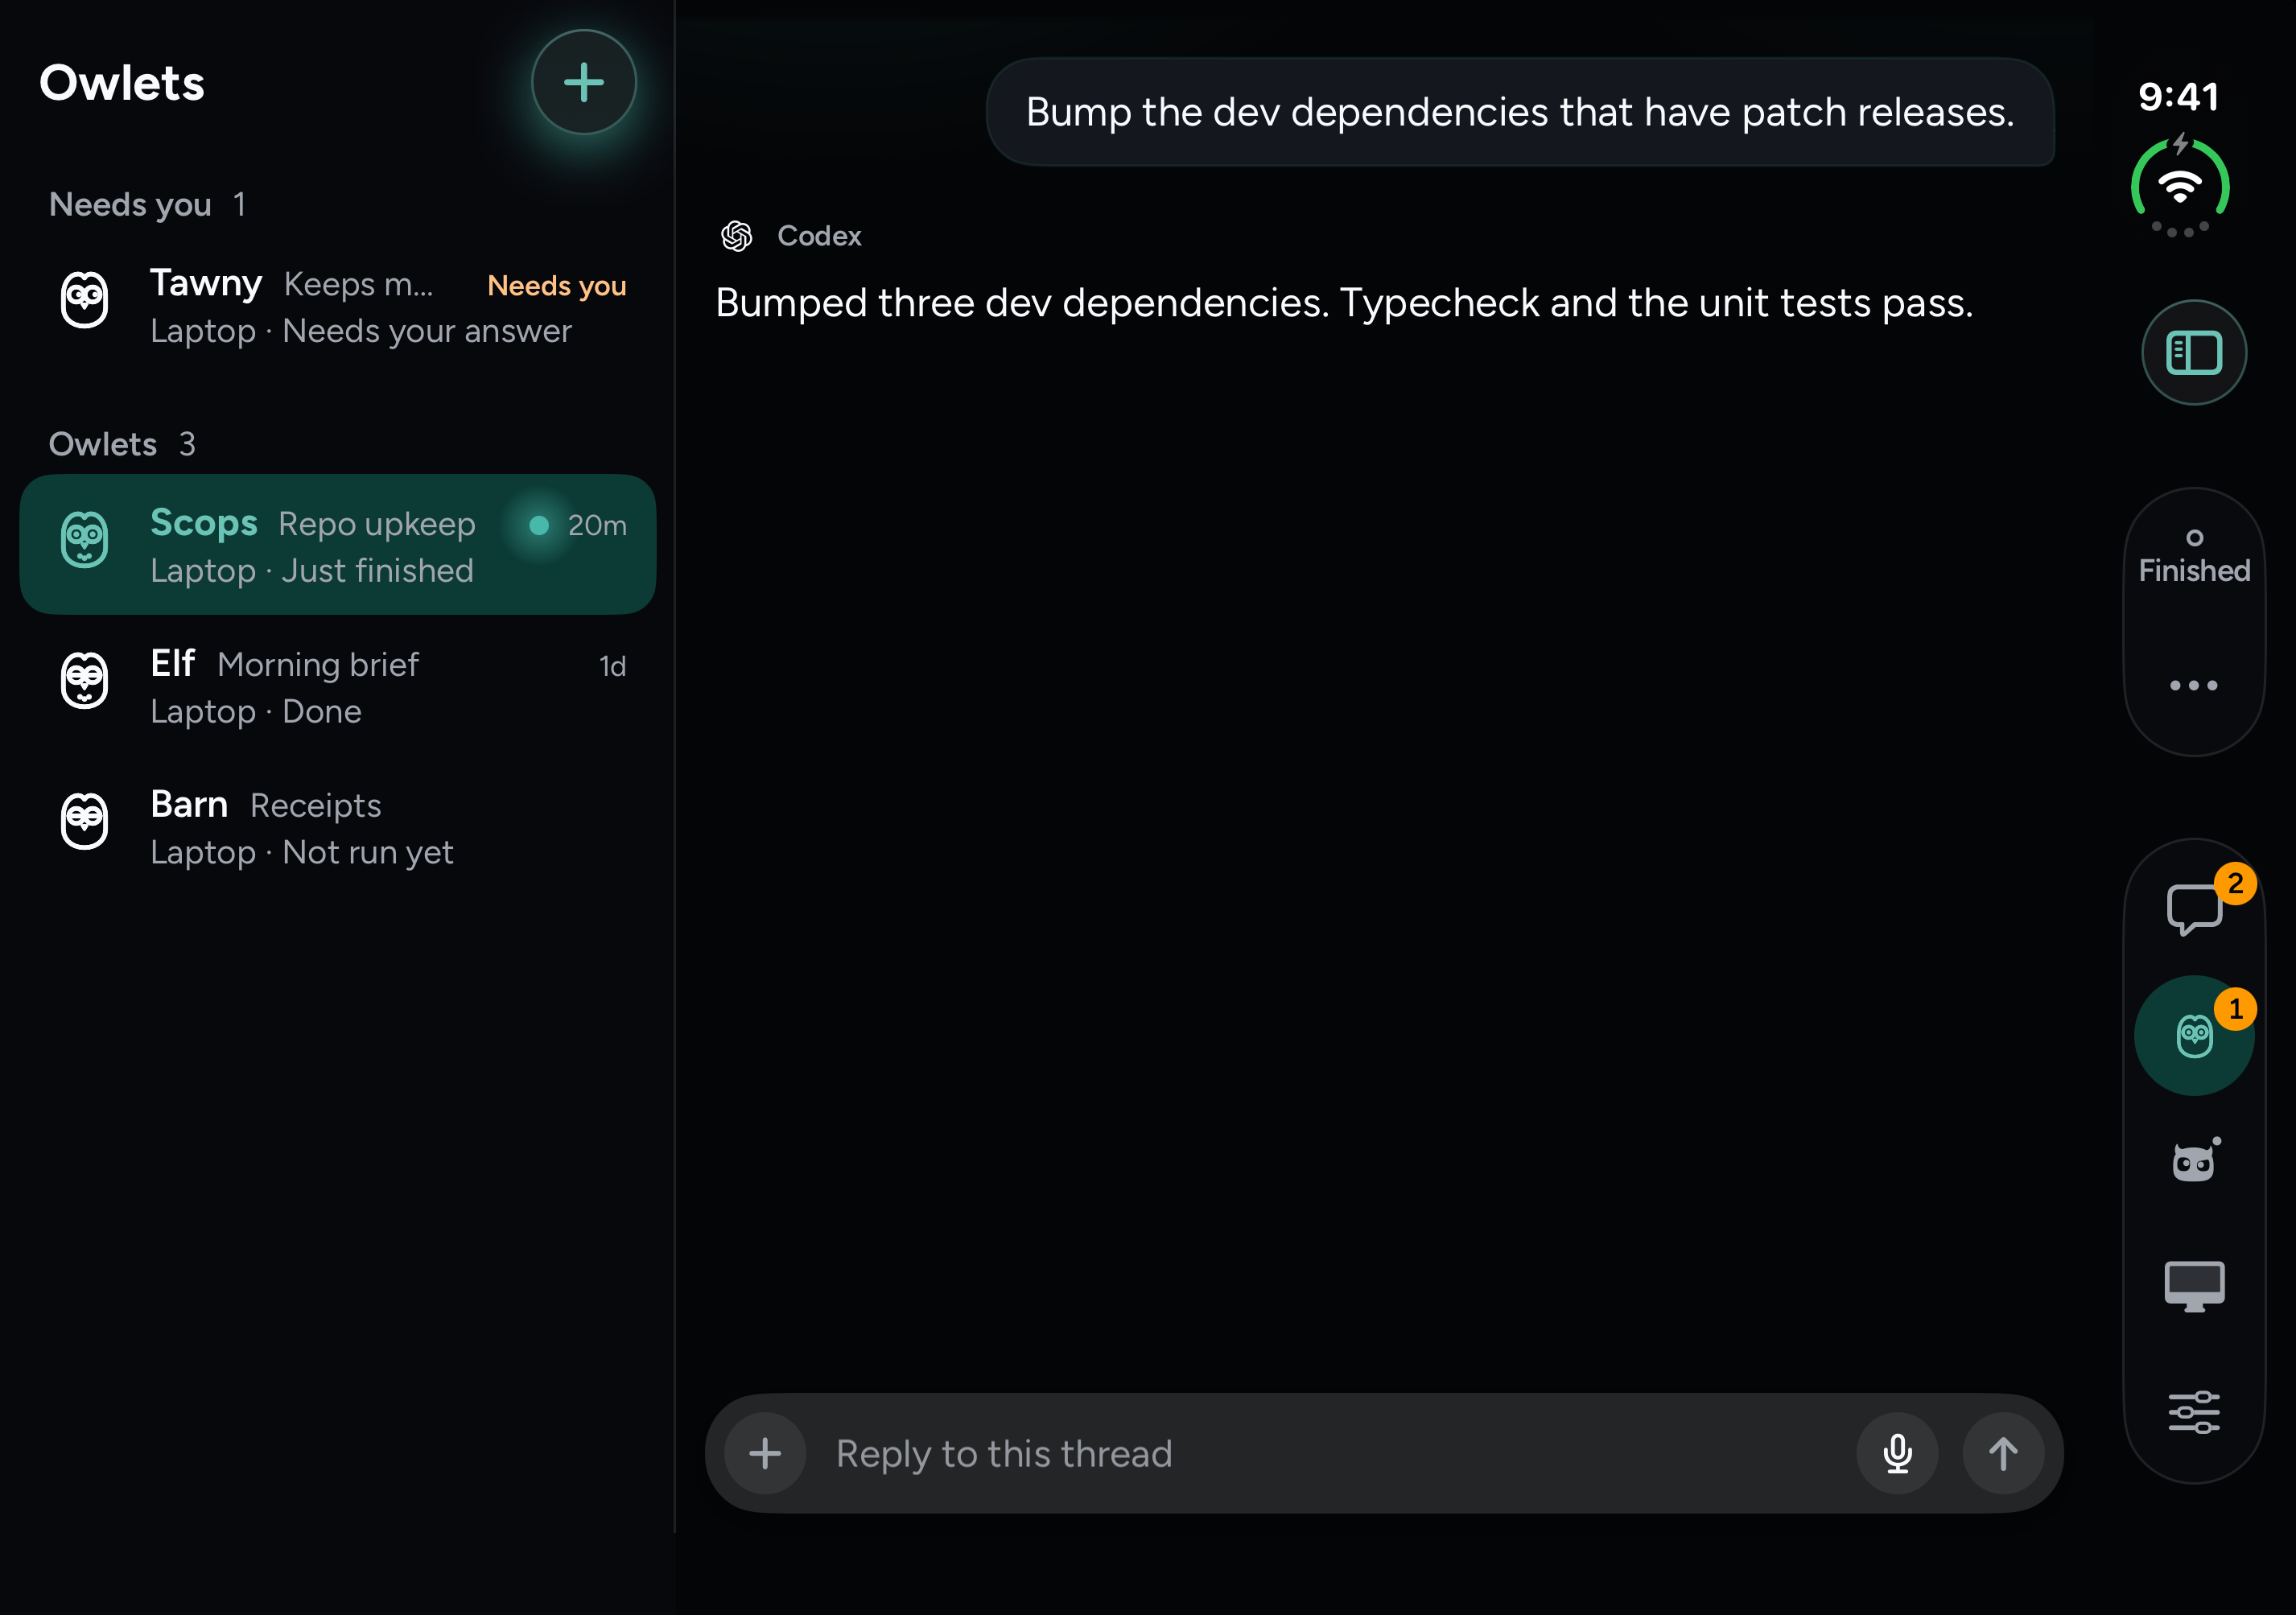 Owlets
Needs you 1
Tawny Keeps m... Needs you
Laptop · Needs your answer
Owlets 3
Scops Repo upkeep 20m
Laptop · Just finished
Elf Morning brief 1d
Laptop · Done
Barn Receipts
Laptop · Not run yet
Bump the dev dependencies that have patch releases.
Codex
Bumped three dev dependencies. Typecheck and the unit tests pass.
Reply to this thread
9:41
Finished
2
1